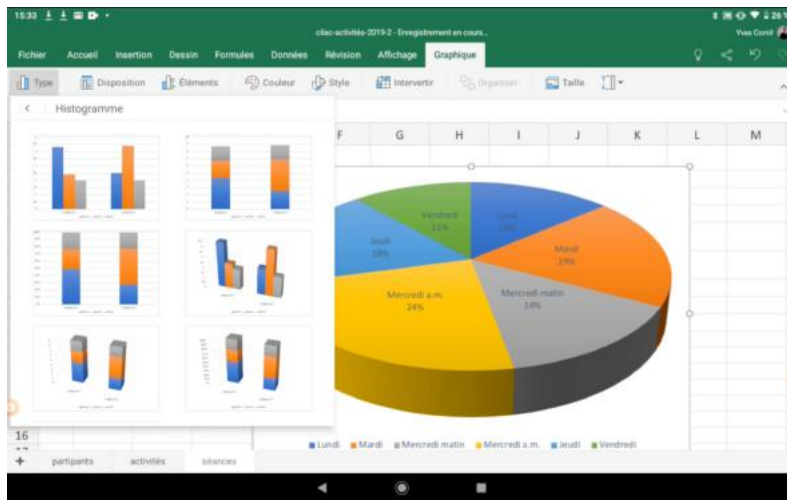 15:33
26 %
cilac-activités-2019-2 - Enregistrement en cours...
Yves Cornil
Fichier Accueil Insertion Dessin Formules Données Révision Affichage Graphique
Type Disposition Éléments Couleur Style Intervertir Organiser Taille
Histogramme
F G H I J K L M
Vendredi
11%
Lundi
Jeudi
Mardi
19%
Mercredi a.m.
24%
Mercredi matin
14%
16
Lundi Mardi Mercredi matin Mercredi a.m. Jeudi Vendredi
+ partipants activités séances